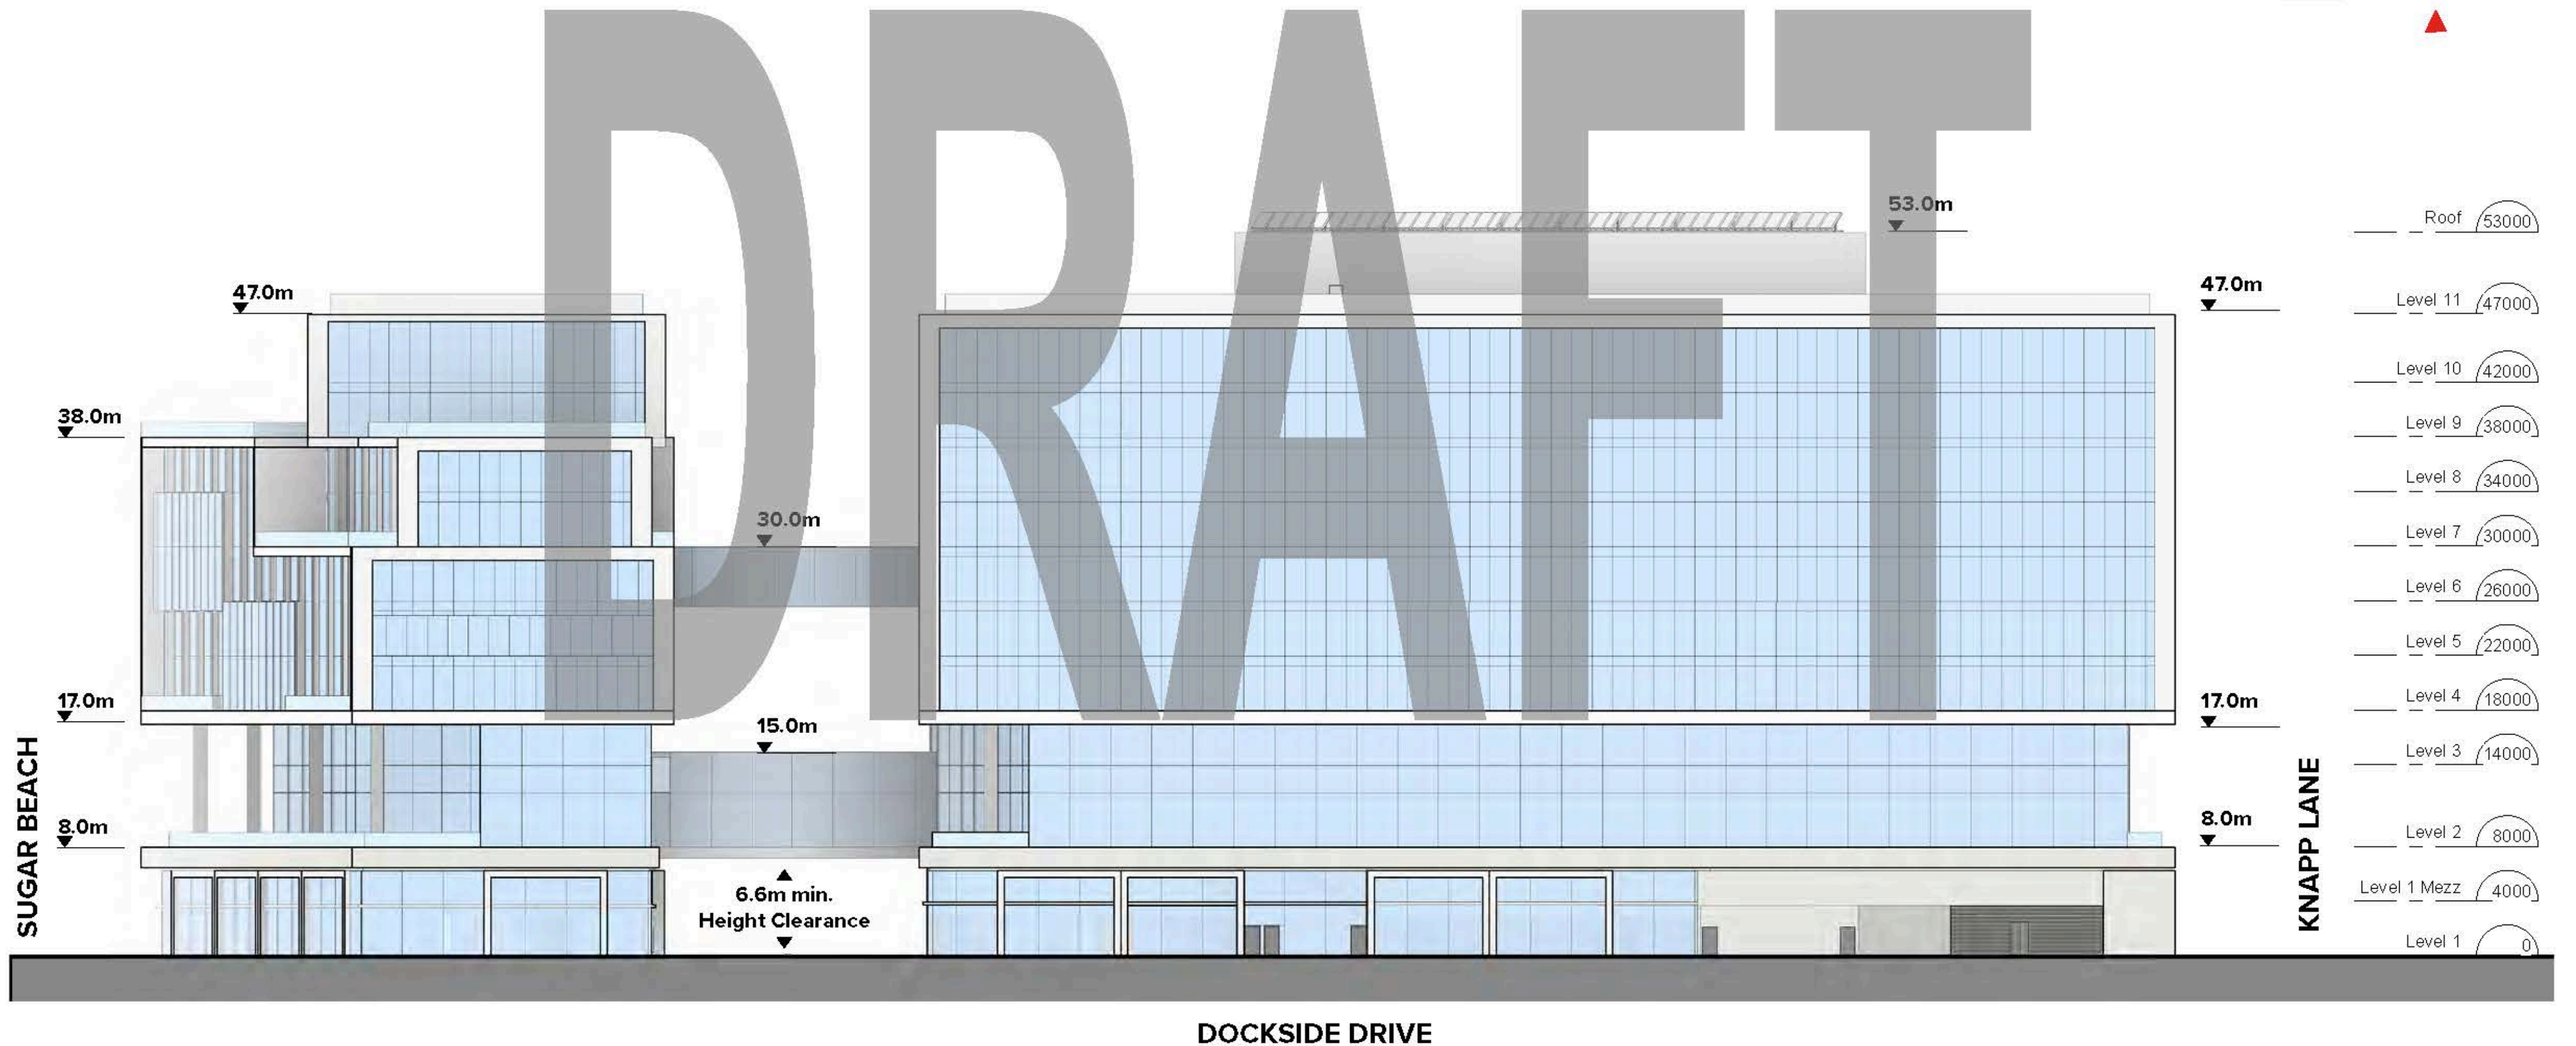 DRAFT
53.0m
Roof 53000
47.0m
47.0m
Level 11 47000
Level 10 42000
38.0m
Level 9 38000
Level 8 34000
30.0m
Level 7 30000
Level 6 26000
Level 5 22000
17.0m
17.0m
Level 4 18000
15.0m
Level 3 14000
8.0m
8.0m
Level 2 8000
6.6m min.
Height Clearance
Level 1 Mezz 4000
Level 1 0
SUGAR BEACH
KNAPP LANE
DOCKSIDE DRIVE